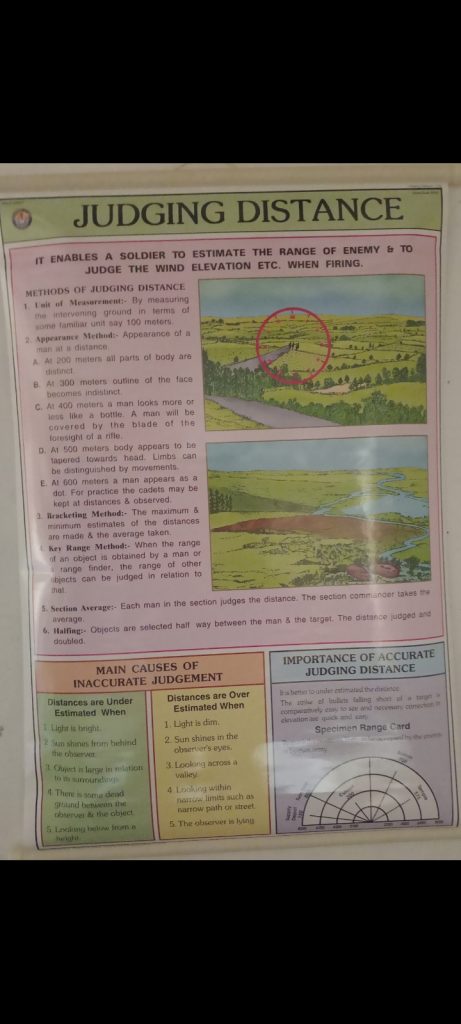 JUDGING DISTANCE
IT ENABLES A SOLDIER TO ESTIMATE THE RANGE OF ENEMY & TO
JUDGE THE WIND ELEVATION ETC. WHEN FIRING.
METHODS OF JUDGING DISTANCE
1. Unit of Measurement:- By measuring
the intervening ground in terms of
some familiar unit say 100 meters.
2. Appearance Method:- Appearance of a
man at a distance.
A. At 200 meters all parts of body are
distinct.
B. At 300 meters outline of the face
becomes indistinct.
C. At 400 meters a man looks more or
less like a bottle. A man will be
covered by the blade of the
foresight of a rifle.
D. At 500 meters body appears to be
tapered towards head. Limbs can
be distinguished by movements.
E. At 600 meters a man appears as a
dot. For practice the cadets may be
kept at distances & observed.
3. Bracketing Method:- The maximum &
minimum estimates of the distances
are made & the average taken.
Key Range Method:- When the range
of an object is obtained by a man or
a range finder, the range of other
objects can be judged in relation to
that.
5. Section Average:- Each man in the section judges the distance. The section commander takes the
average.
6. Halfing:- Objects are selected half way between the man & the target. The distance judged and
doubled.
MAIN CAUSES OF
INACCURATE JUDGEMENT
Distances are Under
Estimated When
1. Light is bright.
2. Sun shines from behind
the observer.
3. Object is large in relation
to its surroundings.
4. There is some dead
ground between the
observer & the object.
5. Looking below from a
height.
Distances are Over
Estimated When
1. Light is dim.
2. Sun shines in the
observer's eyes.
3. Looking across a
valley.
4. Looking within
narrow limits such as
narrow path or street.
5. The observer is lying
IMPORTANCE OF ACCURATE
JUDGING DISTANCE
It is better to under estimated the distance.
The strike of bullets falling short of a target is
comparatively easy to see and necessary correction in
elevation are quick and easy.
Specimen Range Card